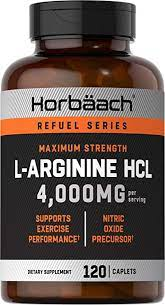 Horbäach
REFUEL SERIES
MAXIMUM STRENGTH
L-ARGININE HCL
4,000MG per serving
SUPPORTS EXERCISE PERFORMANCE†
NITRIC OXIDE PRECURSOR†
DIETARY SUPPLEMENT 120 CAPLETS